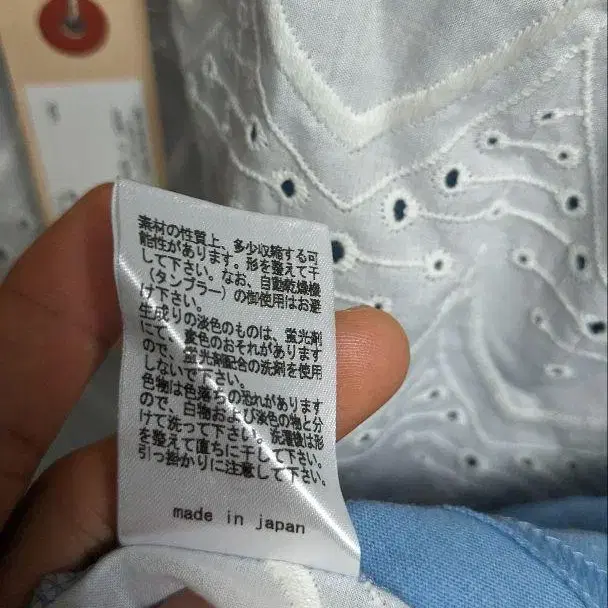 素材の性質上、多少収縮する可
能性があります。形を整えて干
して下さい。なお、自動乾燥機
（タンブラー）の御使用はお避
け下さい。
生成りの淡色のものは、蛍光剤
にて、変色のおそれがあります
ので、蛍光剤配合の洗剤を使用
しないで下さい。
色物は色落ちの恐れがあります
ので、白物および淡色の物と分
けて洗って下さい。洗濯後は形
を整えて直ちに干して下さい。
引っ掛かりに注意して下さい。
made in japan